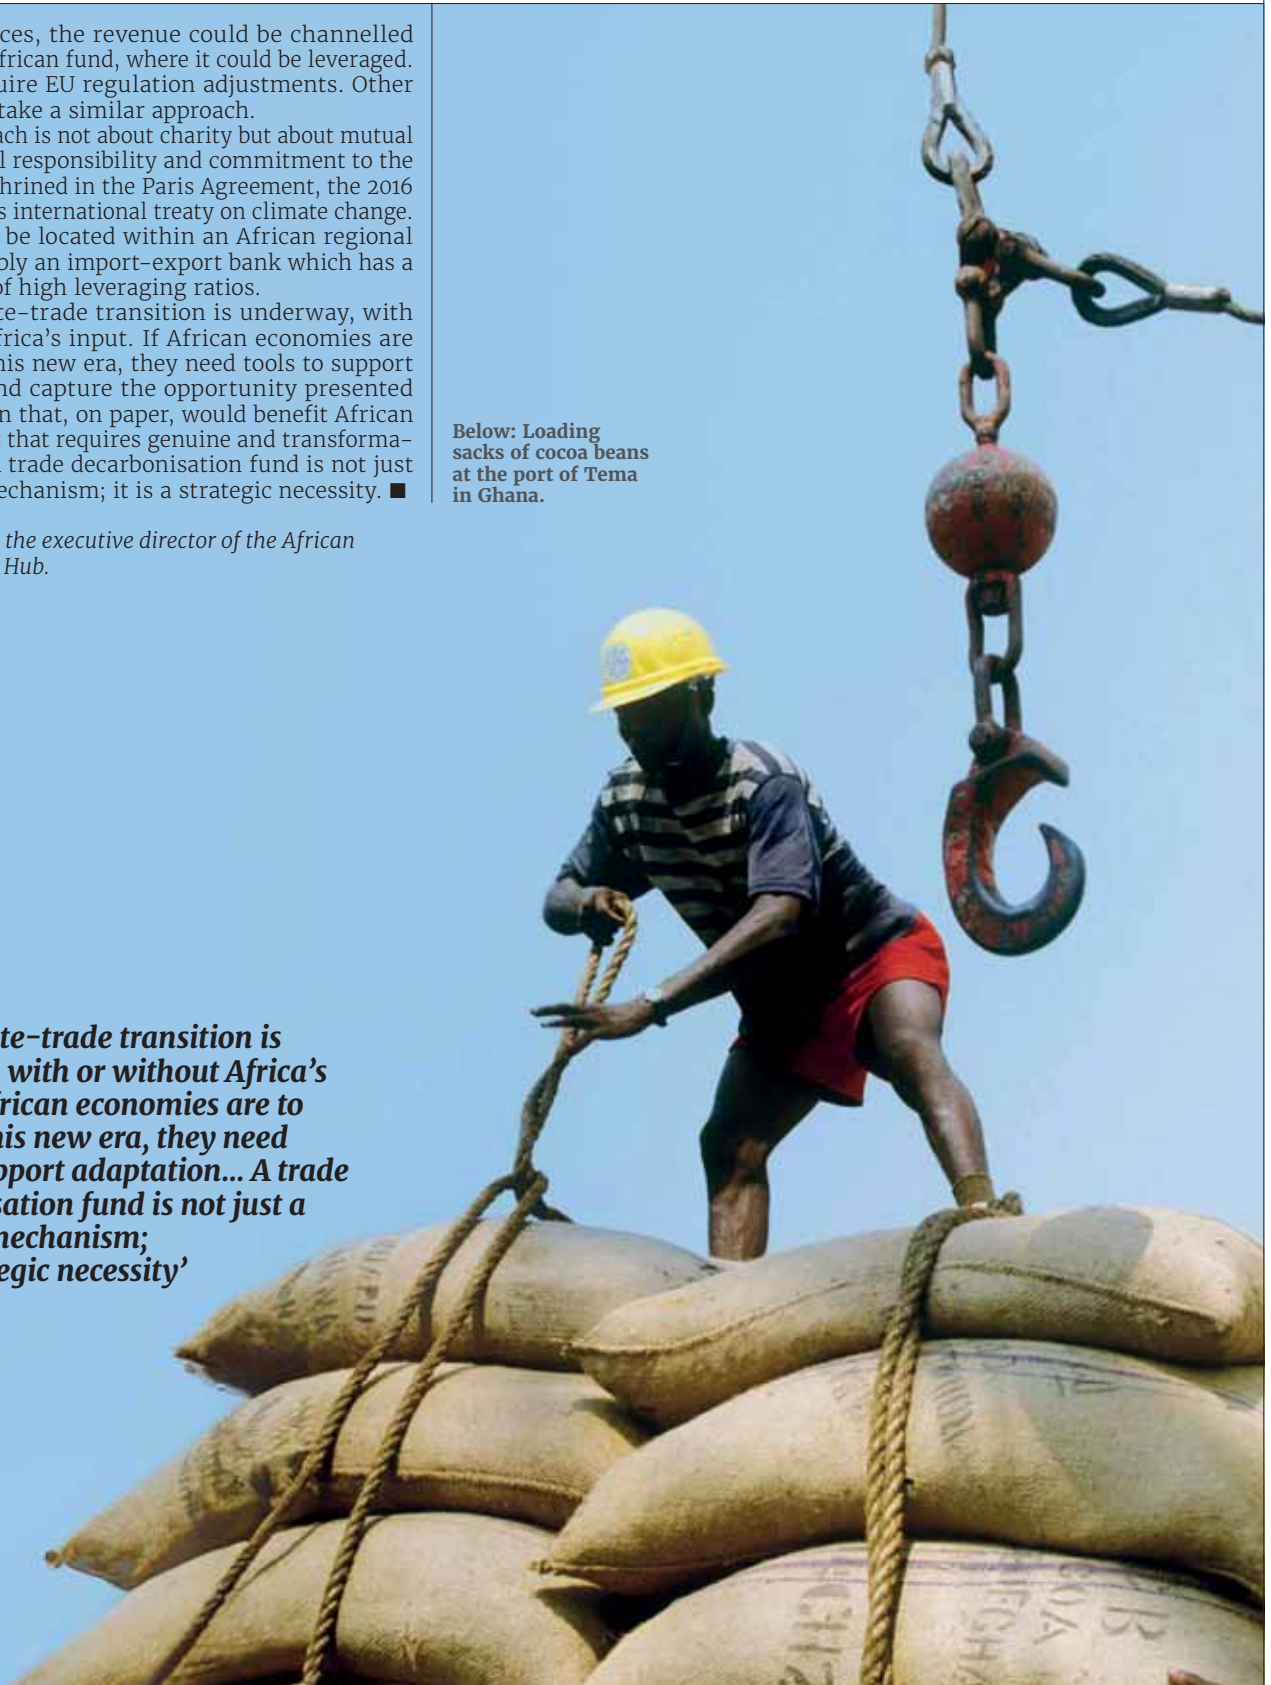 ces, the revenue could be channelled
frican fund, where it could be leveraged.
uire EU regulation adjustments. Other
take a similar approach.
ach is not about charity but about mutual
l responsibility and commitment to the
hrined in the Paris Agreement, the 2016
s international treaty on climate change.
be located within an African regional
bly an import-export bank which has a
of high leveraging ratios.
te-trade transition is underway, with
frica’s input. If African economies are
his new era, they need tools to support
nd capture the opportunity presented
n that, on paper, would benefit African
that requires genuine and transforma-
trade decarbonisation fund is not just
echanism; it is a strategic necessity. ■
the executive director of the African
Hub.
Below: Loading
sacks of cocoa beans
at the port of Tema
in Ghana.
te-trade transition is
with or without Africa’s
frican economies are to
his new era, they need
pport adaptation… A trade
sation fund is not just a
mechanism;
egic necessity’